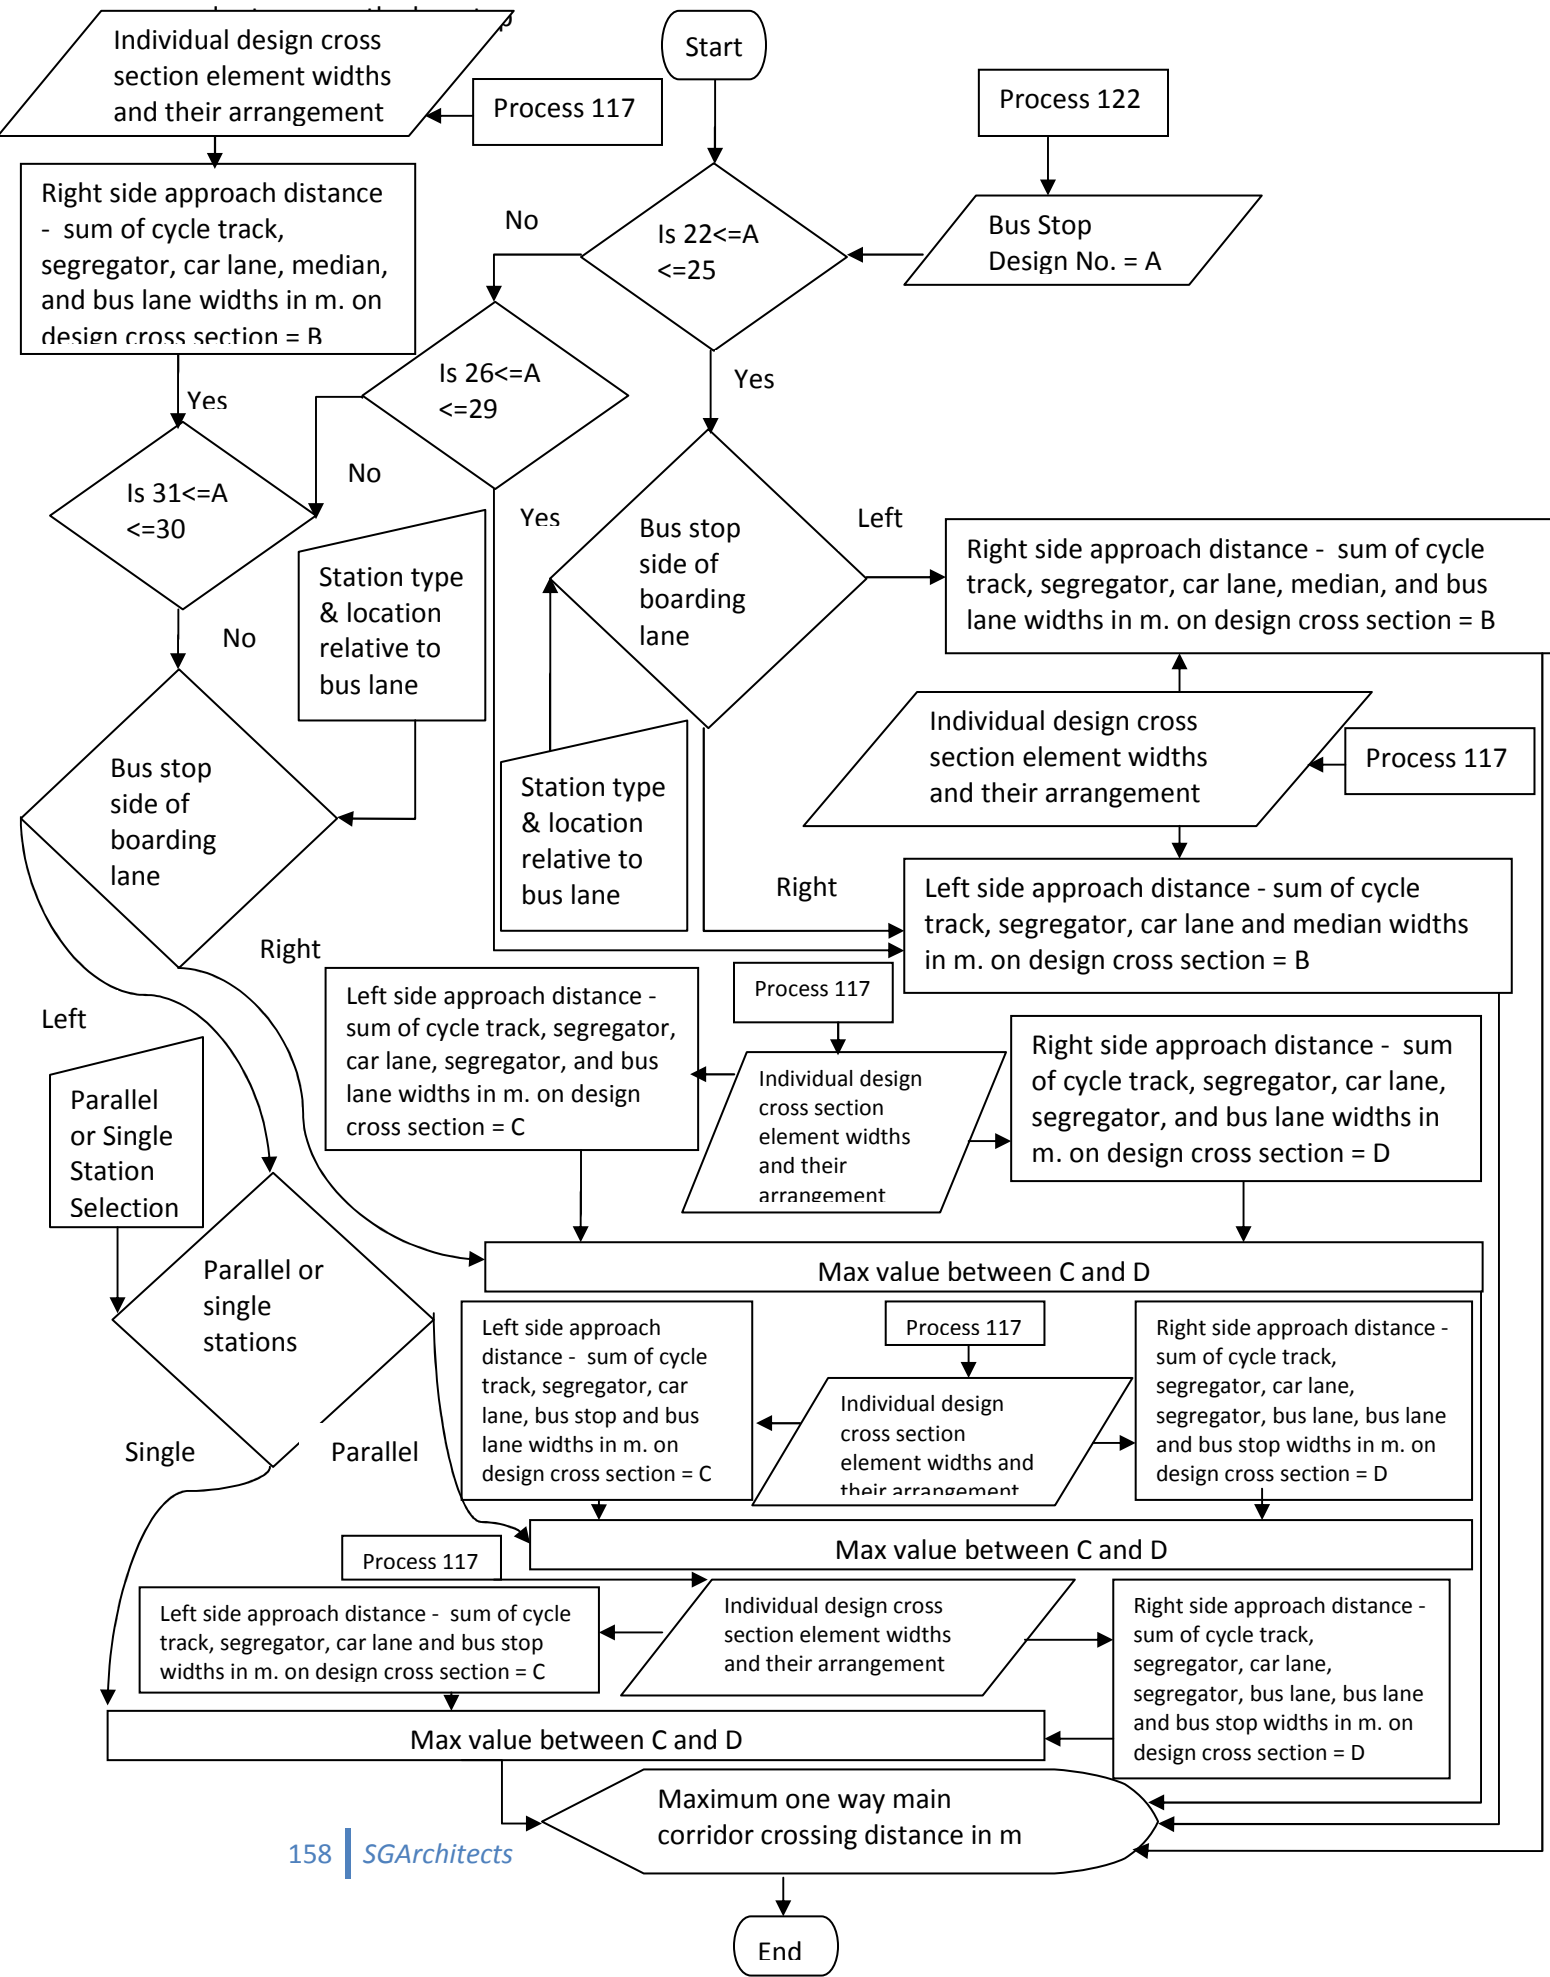 Individual design cross
section element widths
and their arrangement
Start
Process 117
Process 122
Right side approach distance
- sum of cycle track,
segregator, car lane, median,
and bus lane widths in m. on
design cross section = B
No
Is 22<=A
<=25
Bus Stop
Design No. = A
Is 26<=A
<=29
Yes
Yes
No
Is 31<=A
<=30
Yes
Left
Bus stop
side of
boarding
lane
Right side approach distance - sum of cycle
track, segregator, car lane, median, and bus
lane widths in m. on design cross section = B
Station type
& location
relative to
bus lane
No
Individual design cross
section element widths
and their arrangement
Process 117
Bus stop
side of
boarding
lane
Station type
& location
relative to
bus lane
Right
Left side approach distance - sum of cycle
track, segregator, car lane and median widths
in m. on design cross section = B
Right
Left
Left side approach distance -
sum of cycle track, segregator,
car lane, segregator, and bus
lane widths in m. on design
cross section = C
Process 117
Individual design
cross section
element widths
and their
arrangement
Right side approach distance - sum
of cycle track, segregator, car lane,
segregator, and bus lane widths in
m. on design cross section = D
Parallel
or Single
Station
Selection
Max value between C and D
Parallel or
single
stations
Left side approach
distance - sum of cycle
track, segregator, car
lane, bus stop and bus
lane widths in m. on
design cross section = C
Process 117
Individual design
cross section
element widths and
their arrangement
Right side approach distance -
sum of cycle track,
segregator, car lane,
segregator, bus lane, bus lane
and bus stop widths in m. on
design cross section = D
Single
Parallel
Max value between C and D
Process 117
Left side approach distance - sum of cycle
track, segregator, car lane and bus stop
widths in m. on design cross section = C
Individual design cross
section element widths
and their arrangement
Right side approach distance -
sum of cycle track,
segregator, car lane,
segregator, bus lane, bus lane
and bus stop widths in m. on
design cross section = D
Max value between C and D
Maximum one way main
corridor crossing distance in m
158 SGArchitects
End